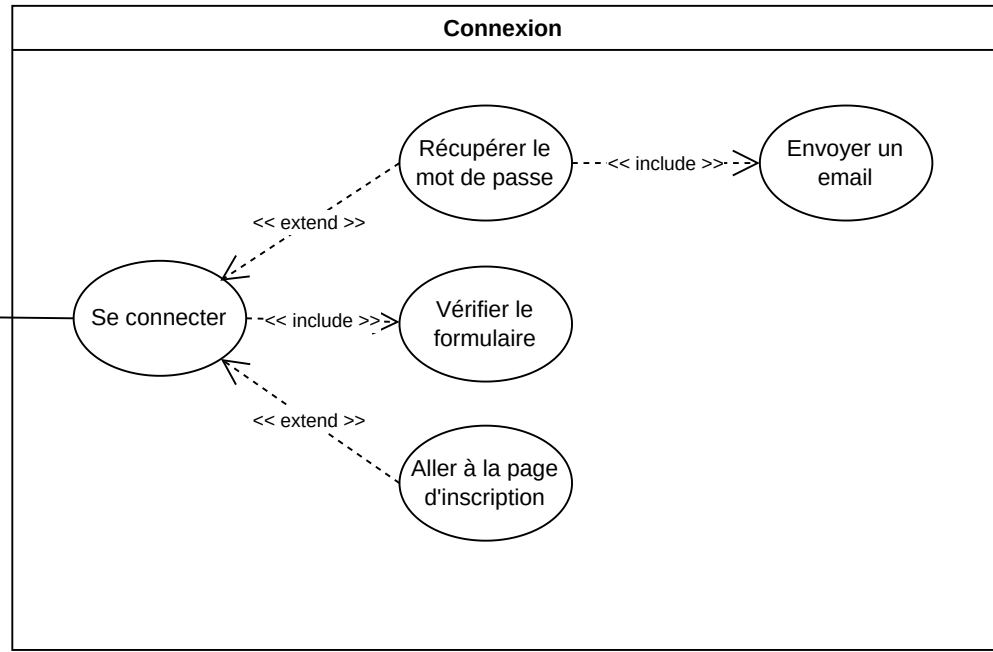 Connexion
Récupérer le
mot de passe
<< include >>
Envoyer un
email
<< extend >>
Se connecter
<< include >>
Vérifier le
formulaire
<< extend >>
Aller à la page
d'inscription